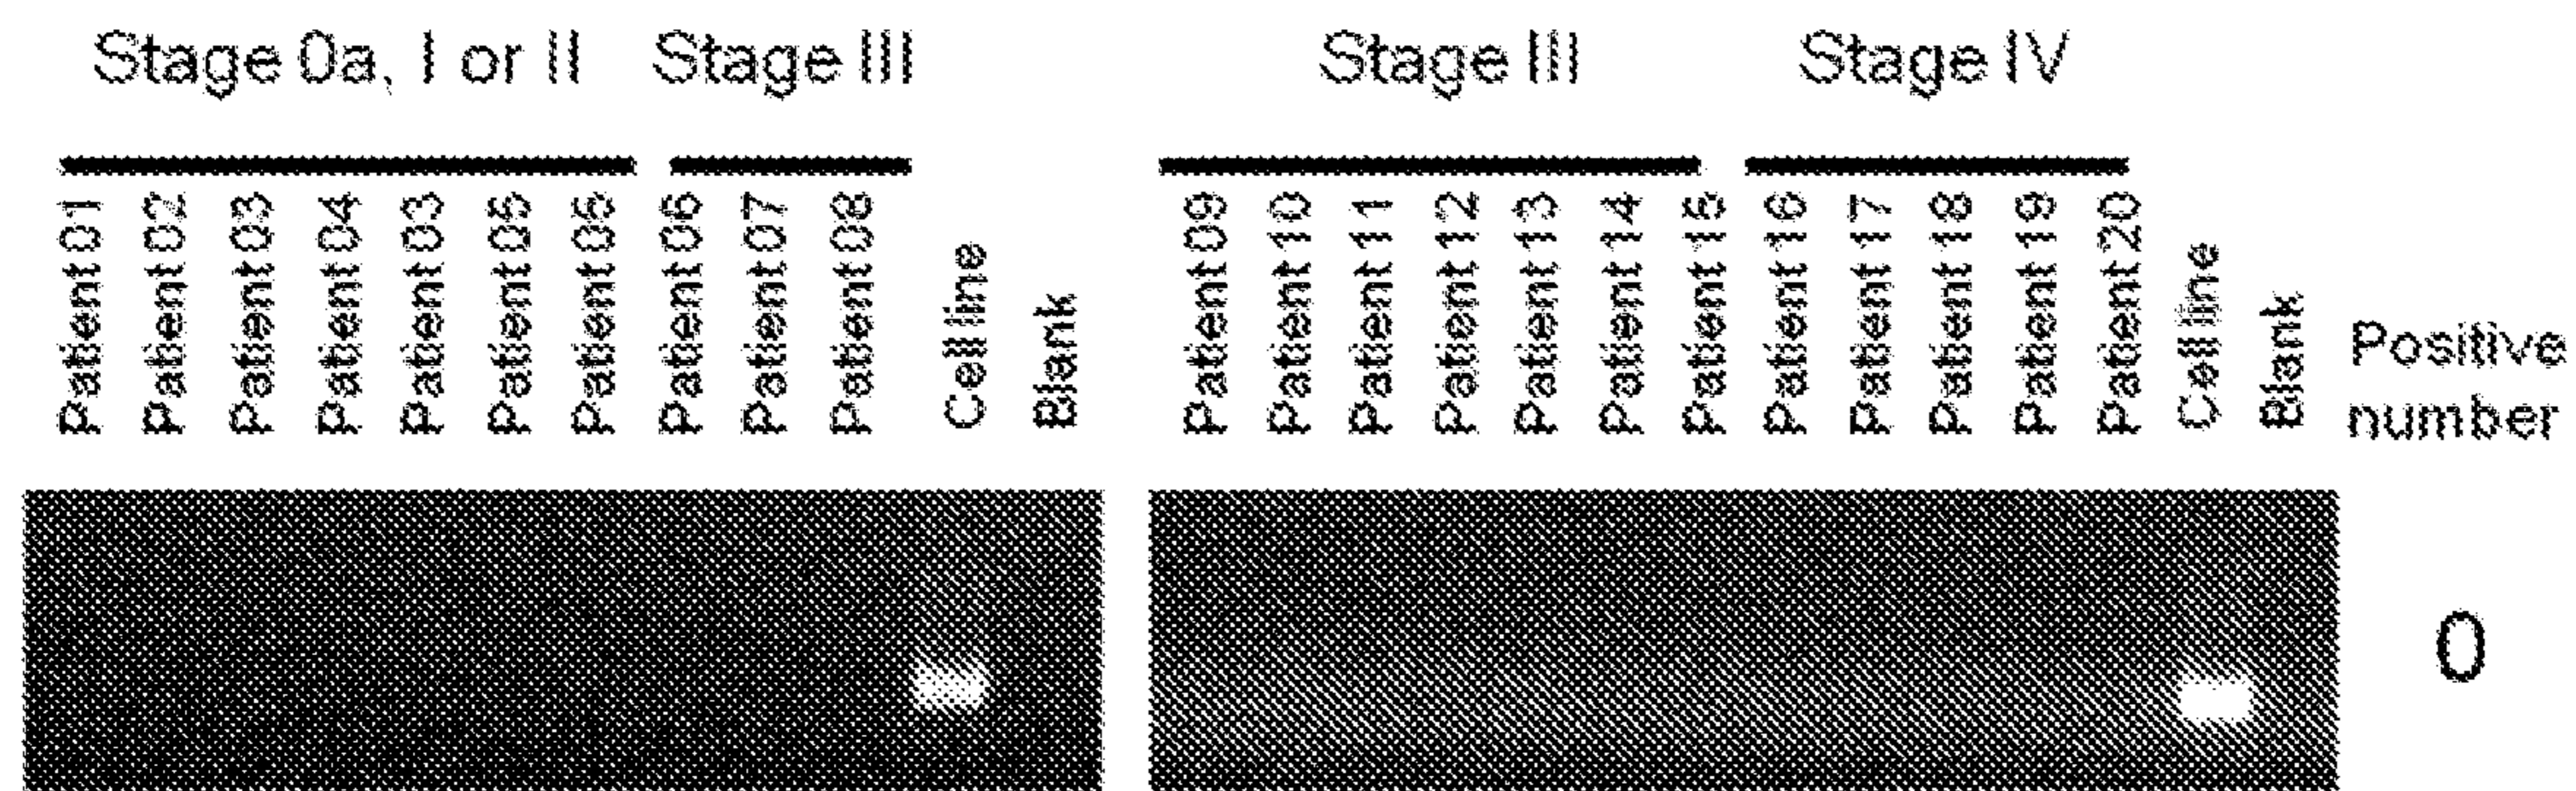 Stage 0a, I or II Stage III Stage III Stage IV
Patient 01
Patient 02
Patient 03
Patient 04
Patient 03
Patient 05
Patient 05
Patient 06
Patient 07
Patient 08
Cell line
Blank
Patient 09
Patient 10
Patient 11
Patient 12
Patient 13
Patient 14
Patient 15
Patient 16
Patient 17
Patient 18
Patient 19
Patient 20
Cell line
Blank
Positive
number
0